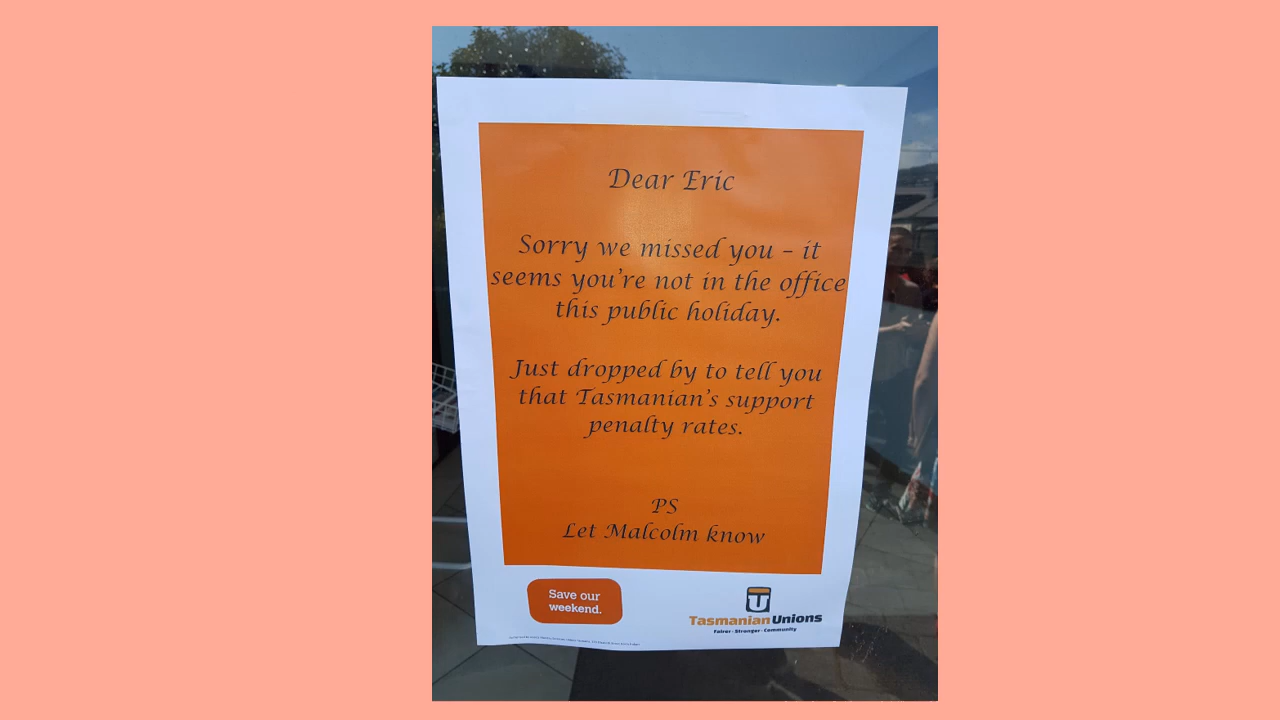 Dear Eric
Sorry we missed you – it
seems you're not in the office
this public holiday.
Just dropped by to tell you
that Tasmanian's support
penalty rates.
PS
Let Malcolm know
Save our
weekend.
U
TasmanianUnions
Fairer · Stronger · Community